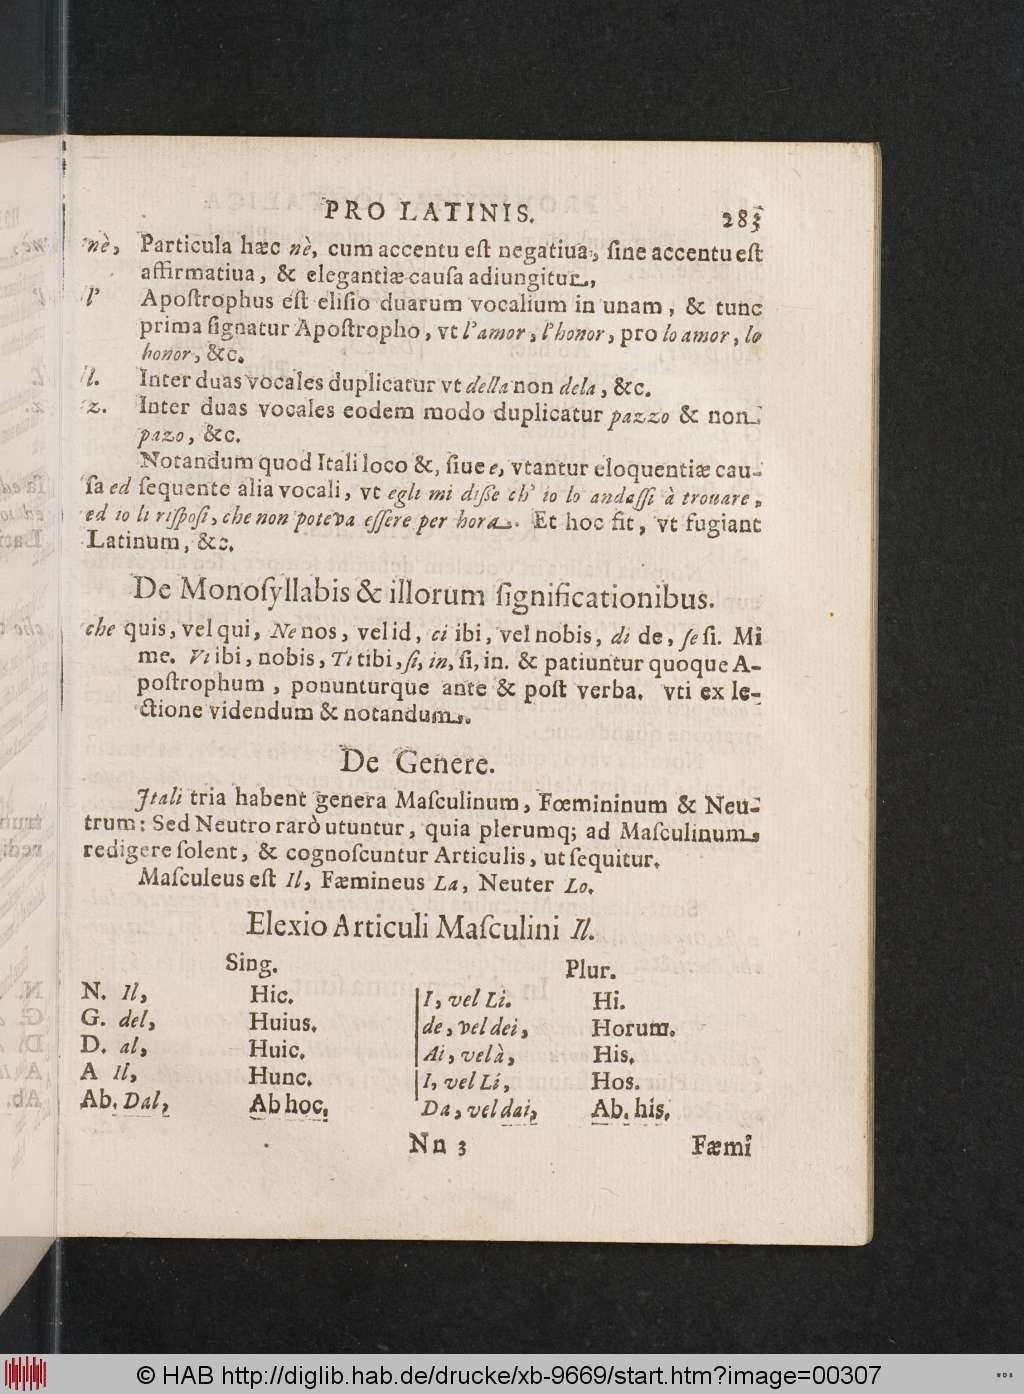 PRO LATINIS. 283
nè, Particula hæc nè, cum accentu eſt negatiua, ſine accentu eſt
affirmatiua, & elegantiæ cauſa adiungitur.,
l' Apoſtrophus eſt eliſio duarum vocalium in unam, & tunc
prima ſignatur Apoſtropho, vt l'amor, l'honor, pro lo amor, lo
honor, &c.
l. Inter duas vocales duplicatur vt della non dela, &c.
z. Inter duas vocales eodem modo duplicatur pazzo & non
pazo, &c.
Notandum quod Itali loco &, ſiue e, vtantur eloquentiæ cau-
ſa ed ſequente alia vocali, vt egli mi diſſe ch' io lo andaſſi à trouare,
ed io li riſpoſi, che non poteva eſſere per hora. Et hoc fit, vt fugiant
Latinum, &c.
De Monoſyllabis & illorum ſignificationibus.
che quis, vel qui, Ne nos, vel id, ci ibi, vel nobis, di de, ſe ſi. Mi
me. Vi ibi, nobis, Ti tibi, ſi, in, ſi, in. & patiuntur quoque A-
poſtrophum, ponunturque ante & poſt verba. vti ex le-
ctione videndum & notandum.
De Genere.
Itali tria habent genera Maſculinum, Fœmininum & Neu-
trum: Sed Neutro rarò utuntur, quia plerumq; ad Maſculinum,
redigere ſolent, & cognoſcuntur Articulis, ut ſequitur.
Maſculeus eſt Il, Fæmineus La, Neuter Lo.
Elexio Articuli Maſculini Il.
Sing. Plur.
N. Il, Hic. I, vel Li. Hi.
G. del, Huius. de, vel dei, Horum.
D. al, Huic. Ai, vel à, His.
A Il, Hunc. I, vel Li, Hos.
Ab. Dal, Ab hoc. Da, vel dai, Ab. his.
Nn 3 Fæmi
© HAB http://diglib.hab.de/drucke/xb-9669/start.htm?image=00307